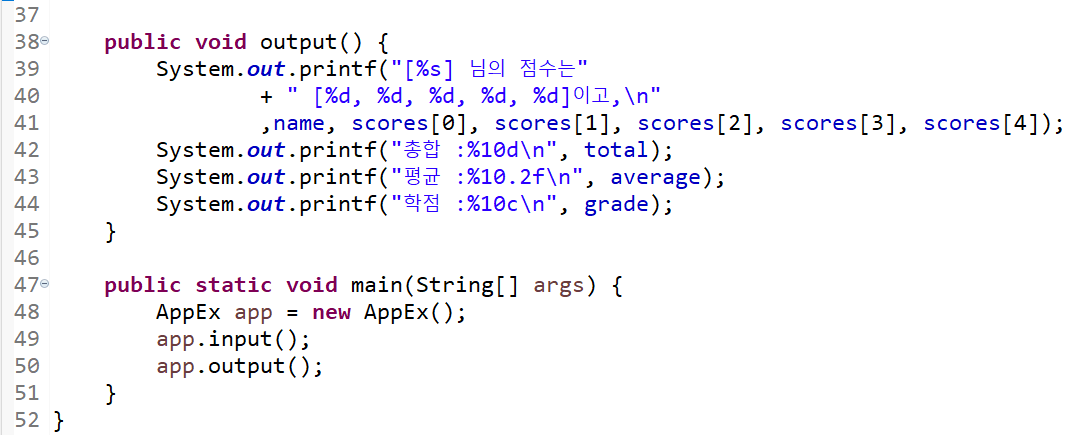 37
38 public void output() {
39 System.out.printf("[%s] 님의 점수는"
40 + " [%d, %d, %d, %d, %d]이고,\n"
41 ,name, scores[0], scores[1], scores[2], scores[3], scores[4]);
42 System.out.printf("총합 :%10d\n", total);
43 System.out.printf("평균 :%10.2f\n", average);
44 System.out.printf("학점 :%10c\n", grade);
45 }
46
47 public static void main(String[] args) {
48 AppEx app = new AppEx();
49 app.input();
50 app.output();
51 }
52 }